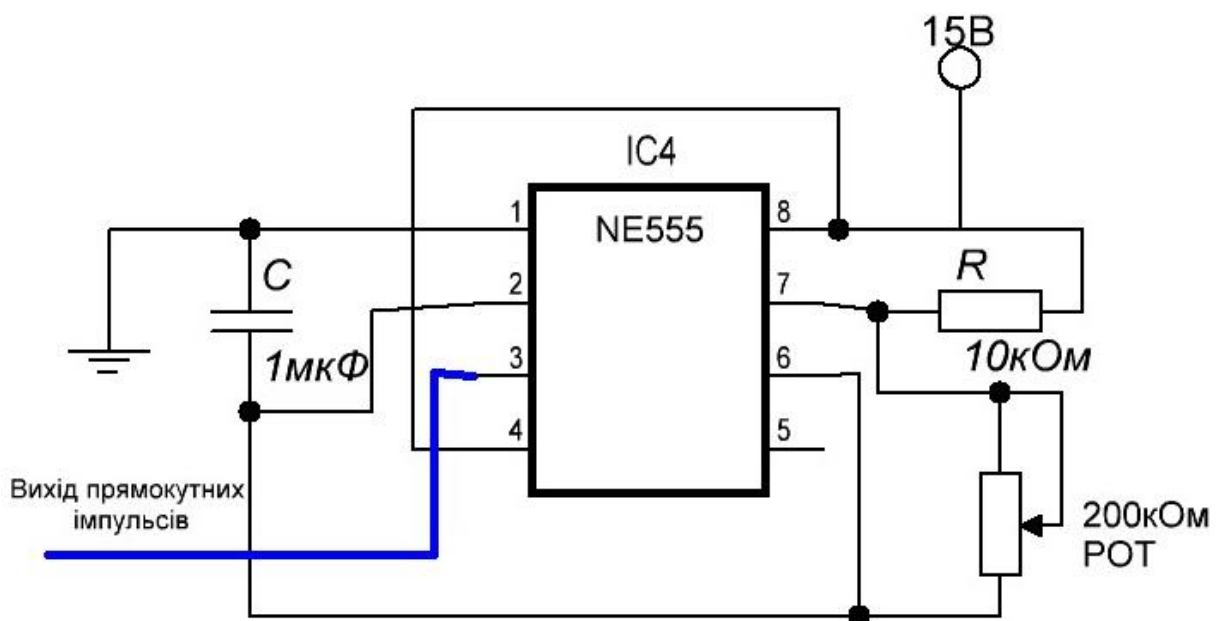 15В
IC4
NE555
1
2
3
4
8
7
6
5
C
1мкФ
R
10кОм
Вихід прямокутних
імпульсів
200кОм
POT